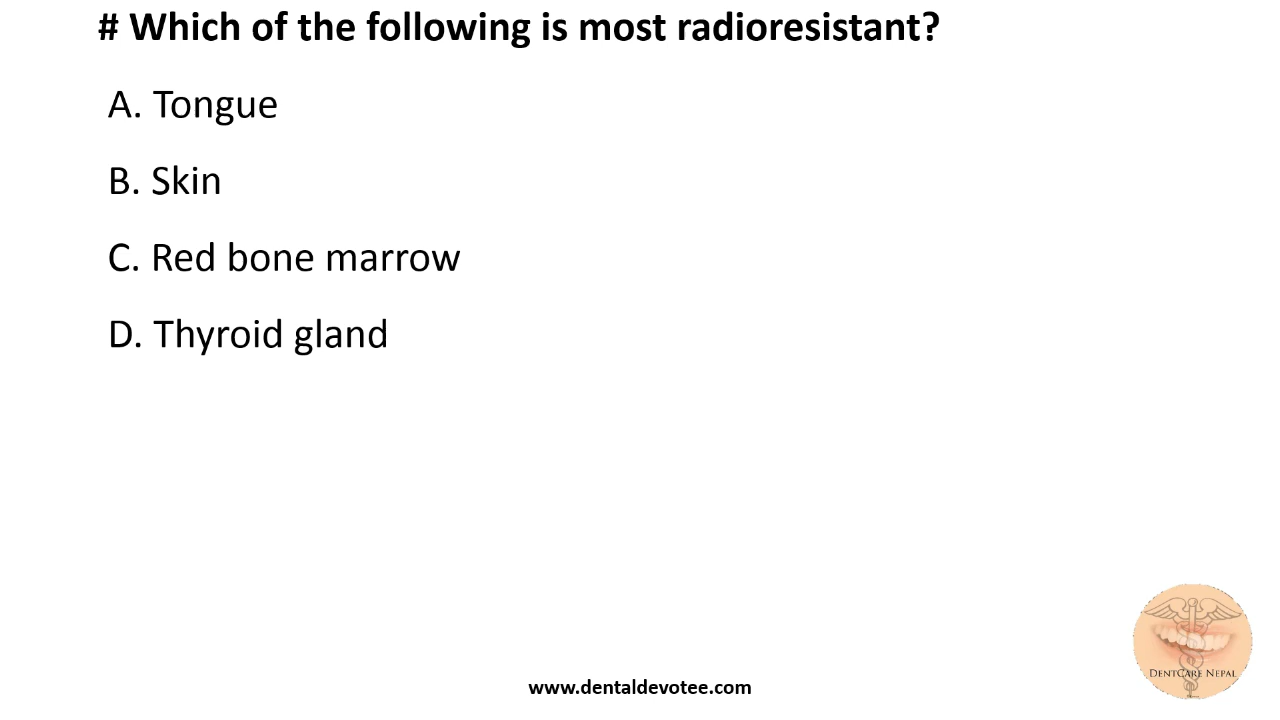 # Which of the following is most radioresistant?
A. Tongue
B. Skin
C. Red bone marrow
D. Thyroid gland
DentCare Nepal
www.dentaldevotee.com